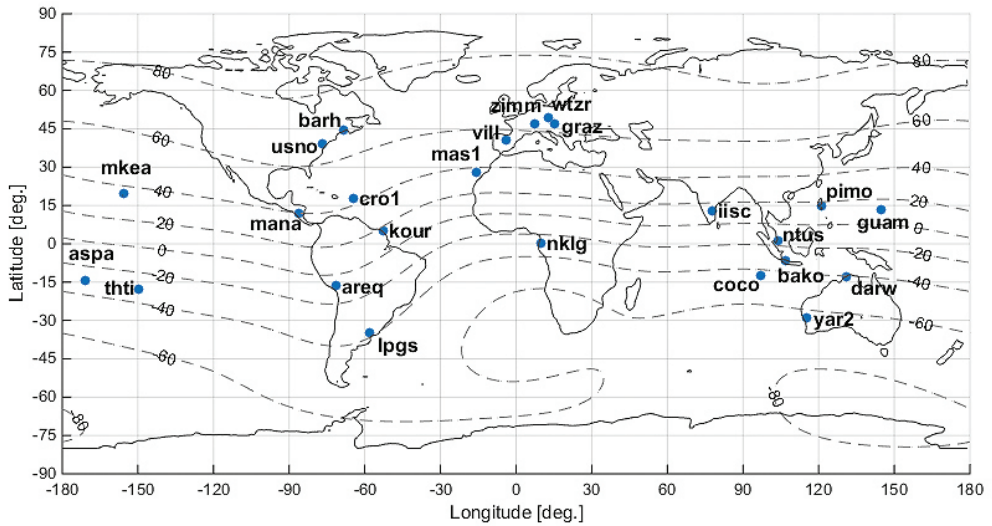 90
75
60
45
30
15
0
-15
-30
-45
-60
-75
-90
Latitude [deg.]
80
80
zimm wtzr
barh
graz
60
60
usno
vill
mas1
mkea
40
40
cro1
iisc
pimo
20
20
mana
kour
guam
0
0
nklg
ntus
aspa
-20
-20
thti
areq
coco
bako
darw
-40
-40
yar2
-60
lpgs
-60
-80
-80
-180 -150 -120 -90 -60 -30 0 30 60 90 120 150 180
Longitude [deg.]